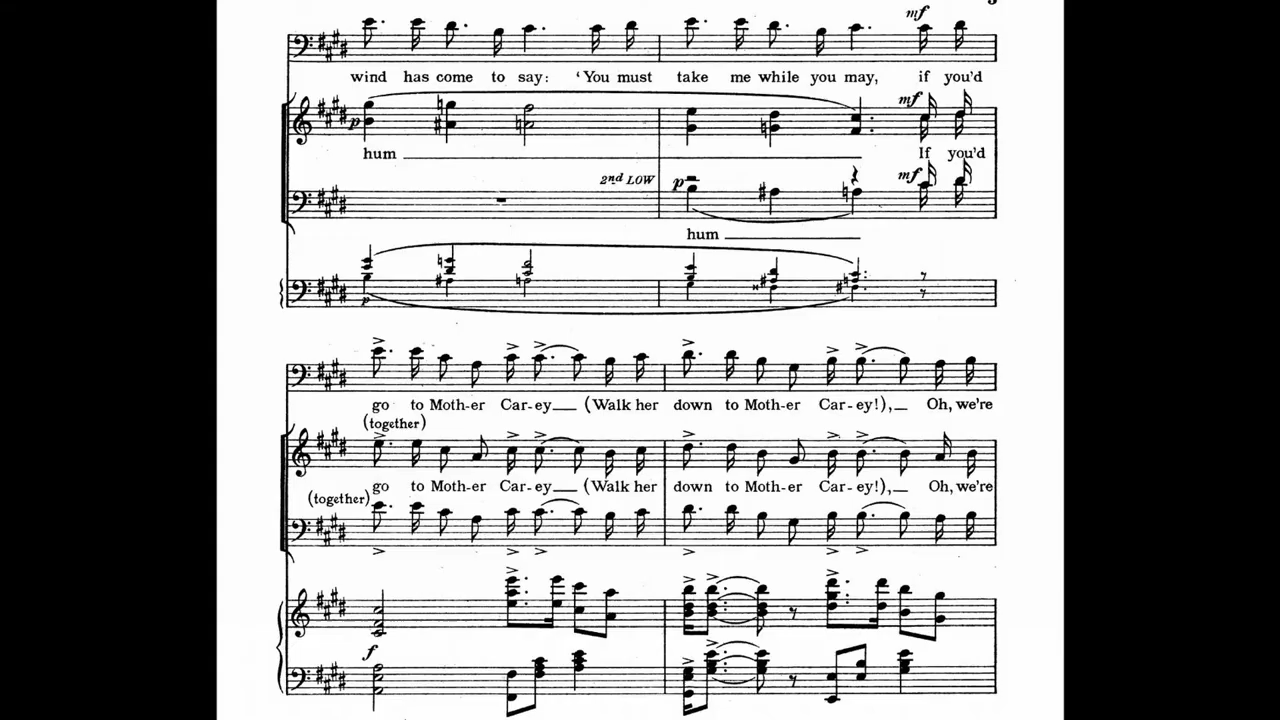 mf
wind has come to say: ‘You must take me while you may, if you'd
mf
p
hum If you'd
2nd LOW p mf
hum
p
go to Moth-er Car-ey (Walk her down to Moth-er Car-ey!), Oh, we're
(together)
go to Moth-er Car-ey (Walk her down to Moth-er Car-ey!), Oh, we're
(together)
f